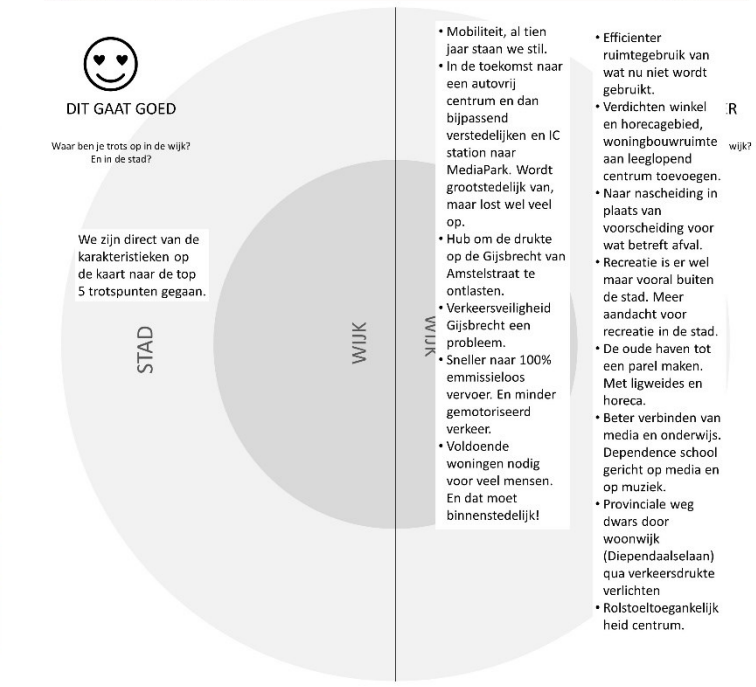 DIT GAAT GOED
Waar ben je trots op in de wijk?
En in de stad?
We zijn direct van de
karakteristieken op
de kaart naar de top
5 trotspunten gegaan.
STAD
WIJK
WIJK
• Mobiliteit, al tien
jaar staan we stil.
• In de toekomst naar
een autovrij
centrum en dan
bijpassend
verstedelijken en IC
station naar
MediaPark. Wordt
grootstedelijk van,
maar lost wel veel
op.
• Hub om de drukte
op de Gijsbrecht van
Amstelstraat te
ontlasten.
• Verkeersveiligheid
Gijsbrecht een
probleem.
• Sneller naar 100%
emmissieloos
vervoer. En minder
gemotoriseerd
verkeer.
• Voldoende
woningen nodig
voor veel mensen.
En dat moet
binnenstedelijk!
• Efficienter
ruimtegebruik van
wat nu niet wordt
gebruikt.
• Verdichten winkel
en horecagebied,
woningbouwruimte
aan leeglopend
centrum toevoegen.
• Naar nascheiding in
plaats van
voorscheiding voor
wat betreft afval.
• Recreatie is er wel
maar vooral buiten
de stad. Meer
aandacht voor
recreatie in de stad.
• De oude haven tot
een parel maken.
Met ligweides en
horeca.
• Beter verbinden van
media en onderwijs.
Dependence school
gericht op media en
op muziek.
• Provinciale weg
dwars door
woonwijk
(Diependaalselaan)
qua verkeersdrukte
verlichten
• Rolstoeltoegankelijk
heid centrum.
wijk?